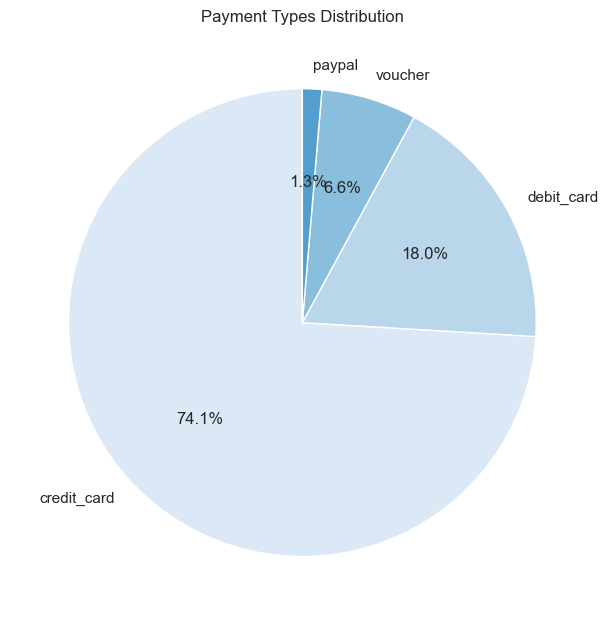 Payment Types Distribution
paypal
voucher
debit_card
1.3%
6.6%
18.0%
74.1%
credit_card